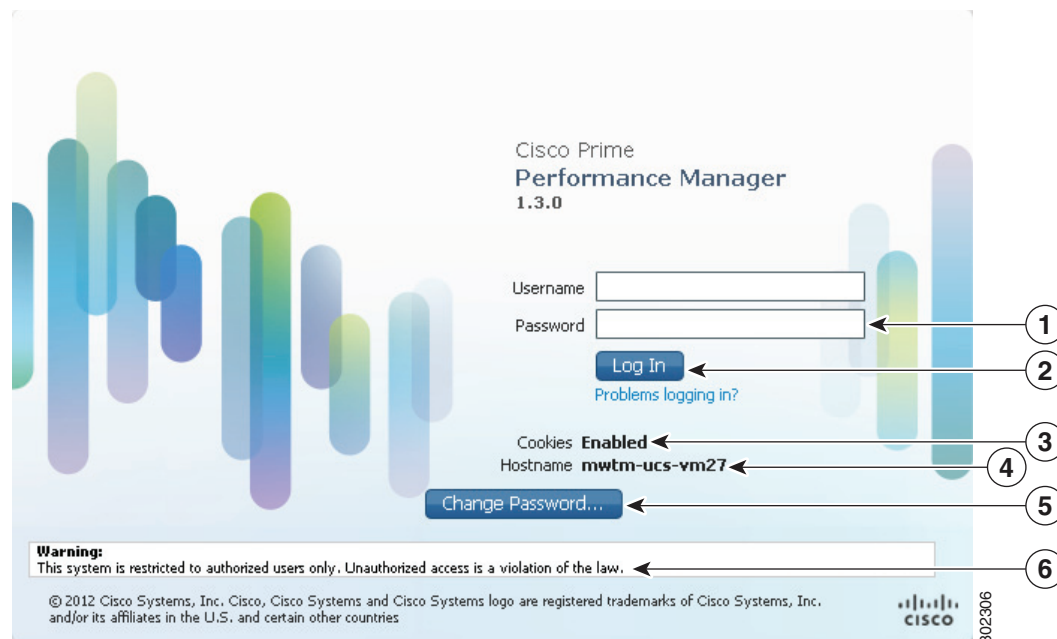 Cisco Prime
Performance Manager
1.3.0
Username
Password
1
Log In
2
Problems logging in?
Cookies Enabled
3
Hostname mwtm-ucs-vm27
4
Change Password...
5
Warning:
This system is restricted to authorized users only. Unauthorized access is a violation of the law.
6
© 2012 Cisco Systems, Inc. Cisco, Cisco Systems and Cisco Systems logo are registered trademarks of Cisco Systems, Inc.
and/or its affiliates in the U.S. and certain other countries
CISCO
302306